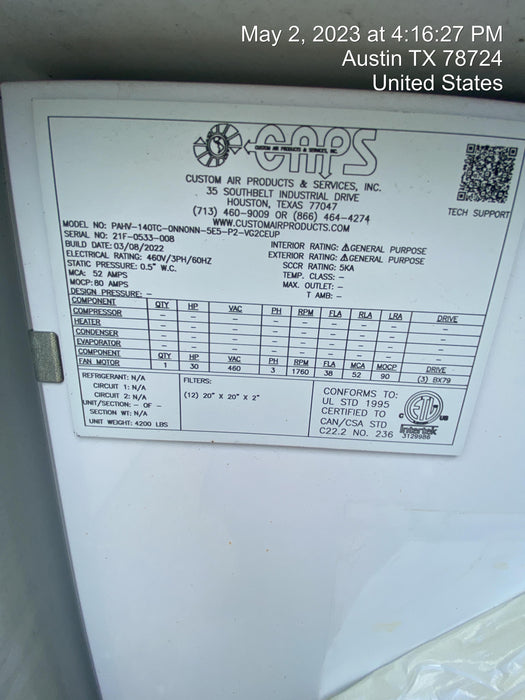 May 2, 2023 at 4:16:27 PM
Austin TX 78724
United States
CAPS
CUSTOM AIR PRODUCTS & SERVICES, INC.
CUSTOM AIR PRODUCTS & SERVICES, INC.
35 SOUTHBELT INDUSTRIAL DRIVE
HOUSTON, TEXAS 77047
(713) 460-9009 OR (866) 464-4274
WWW.CUSTOMAIRPRODUCTS.COM
TECH SUPPORT
MODEL NO: PAHV-140TC-0NN0NN-5E5-P2-VG2CEUP
SERIAL NO: 21F-0533-008
BUILD DATE: 03/08/2022
ELECTRICAL RATING: 460V/3PH/60HZ
STATIC PRESSURE: 0.5" W.C.
MCA: 52 AMPS
MOCP: 80 AMPS
DESIGN PRESSURE: -
INTERIOR RATING: ⚠GENERAL PURPOSE
EXTERIOR RATING: ⚠GENERAL PURPOSE
SCCR RATING: 5KA
TEMP. CLASS: -
MAX. OUTLET: -
T AMB: -
COMPONENT QTY HP VAC PH RPM FLA RLA LRA DRIVE
COMPRESSOR - - - - - - - - -
HEATER - - - - - - - - -
CONDENSER - - - - - - - - -
EVAPORATOR - - - - - - - - -
COMPONENT QTY HP VAC PH RPM FLA MCA MOCP DRIVE
FAN MOTOR 1 30 460 3 1760 38 52 90 (3) BX79
REFRIGERANT: N/A
CIRCUIT 1: N/A
CIRCUIT 2: N/A
UNIT/SECTION: - OF -
SECTION WT: N/A
UNIT WEIGHT: 4200 LBS
FILTERS:
(12) 20" X 20" X 2"
CONFORMS TO:
UL STD 1995
CERTIFIED TO
CAN/CSA STD
C22.2 NO. 236
C ETL US
Intertek
3129986